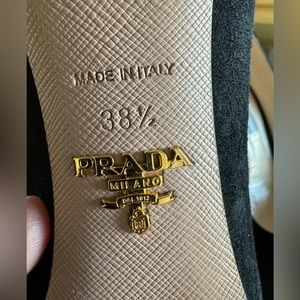 MADE IN ITALY
38½
PRADA
MILANO
DAL 1913